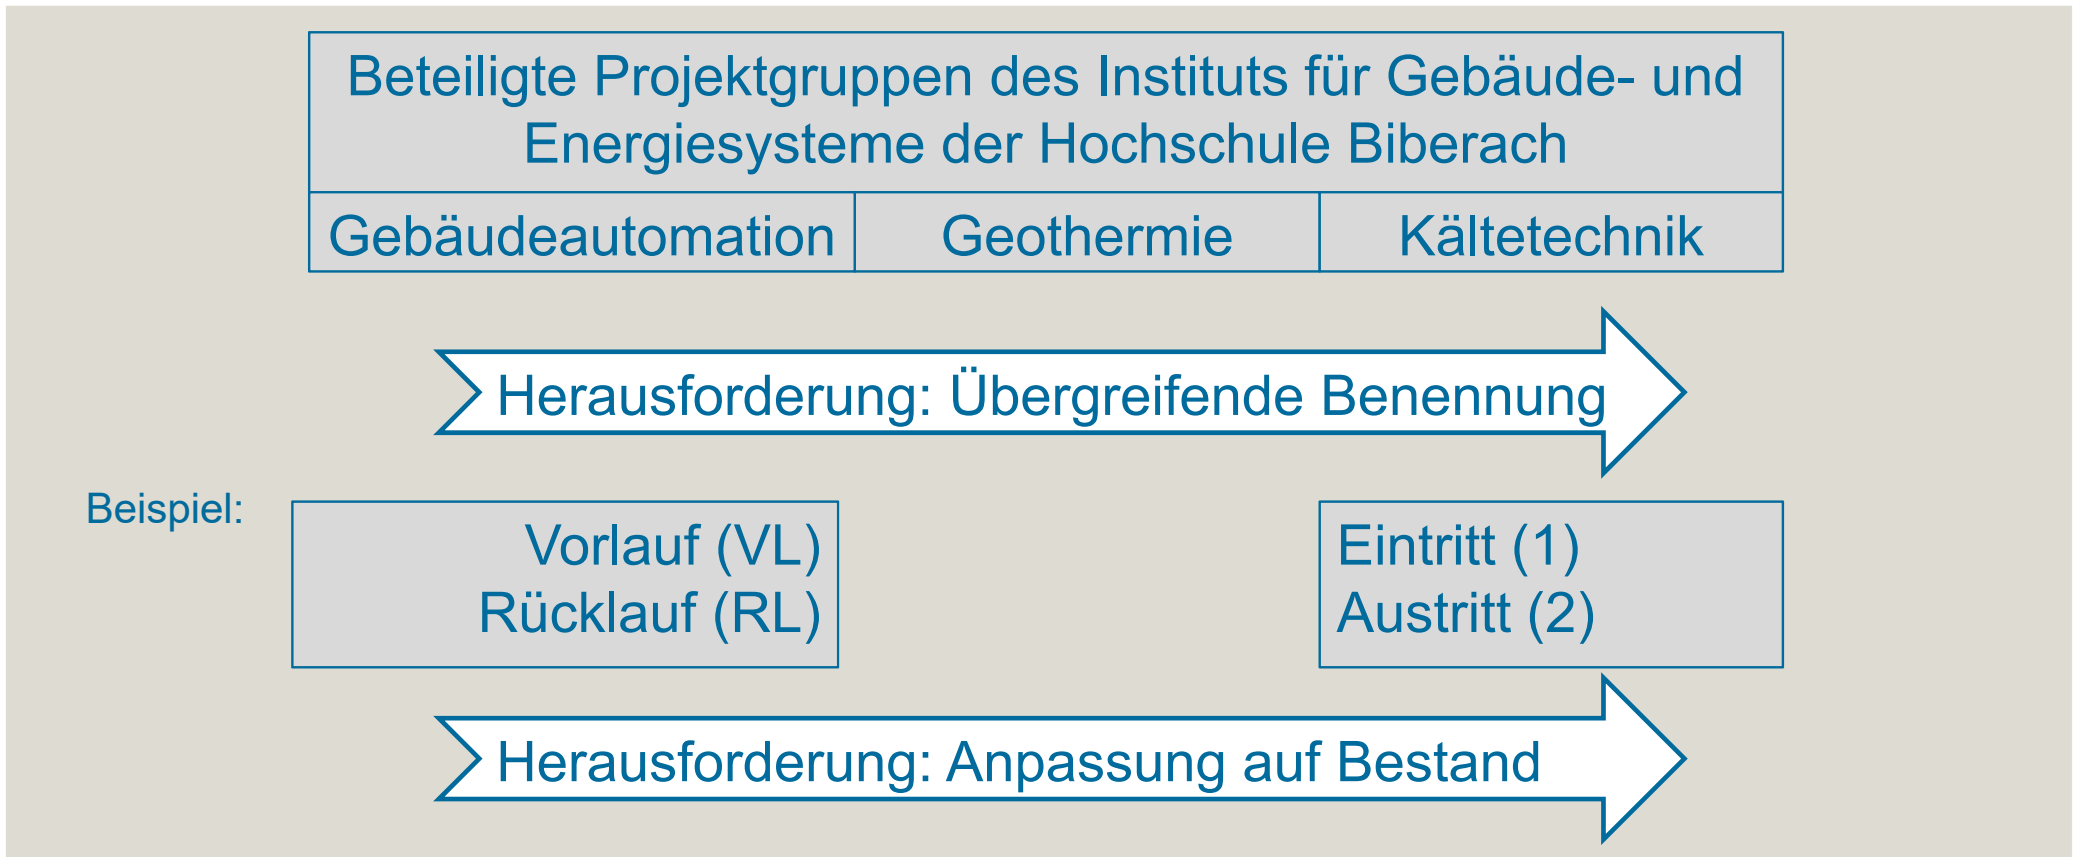 Beteiligte Projektgruppen des Instituts für Gebäude- und
Energiesysteme der Hochschule Biberach
Gebäudeautomation
Geothermie
Kältetechnik
Herausforderung: Übergreifende Benennung
Beispiel:
Vorlauf (VL)
Rücklauf (RL)
Eintritt (1)
Austritt (2)
Herausforderung: Anpassung auf Bestand